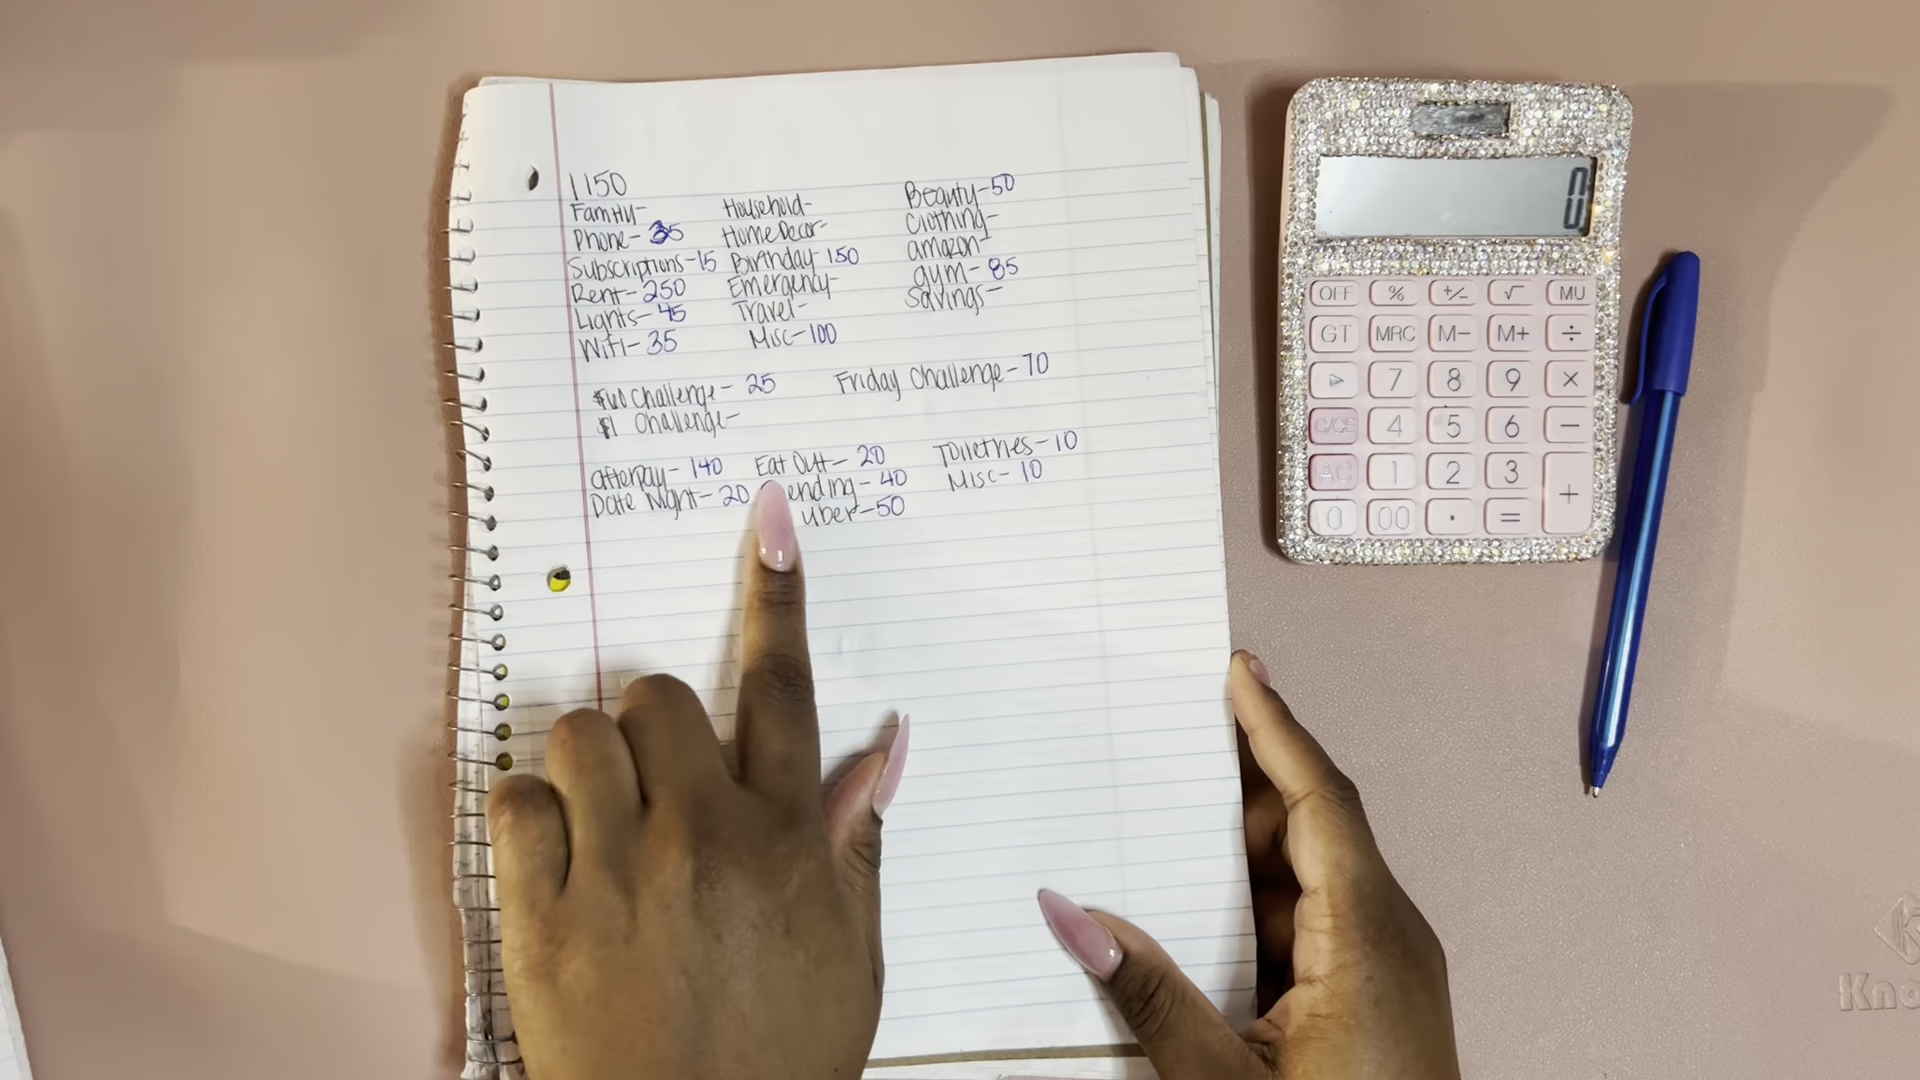 1150
Family-
Phone- 35
Subscriptions-15
Rent- 250
Lights- 45
Wifi- 35
Household-
Home Decor-
Birthday-150
Emergency-
Travel-
Misc-100
Beauty-50
Clothing-
amazon-
gym- 85
Savings-
Challenge- 25
$1 Challenge-
Friday Challenge-70
afterpay- 140
Date Night- 20
Eat Out- 20
ending- 40
uber-50
Toiletries- 10
Misc- 10
0
OFF % +/- √ MU
GT MRC M- M+ ÷
7 8 9 ×
C/CE 4 5 6 -
AC 1 2 3 +
0 00 . =
Kno